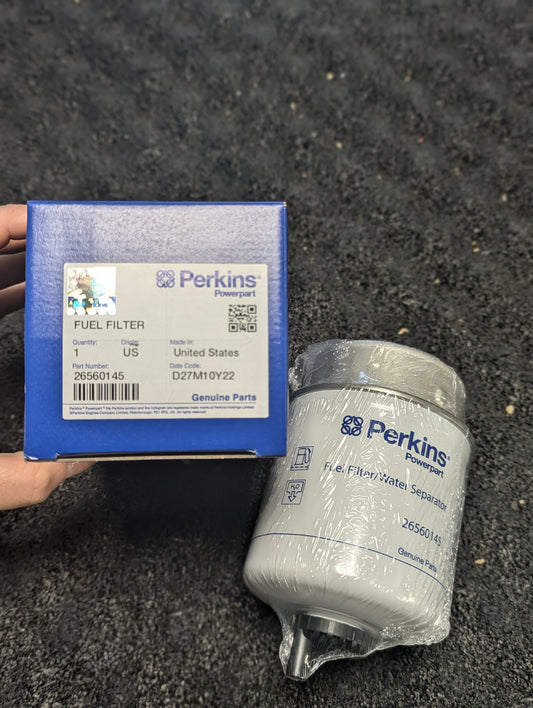 Perkins®
Powerpart
FUEL FILTER
Quantity: Origin: Made in:
1 US United States
Part Number: Date Code:
26560145 D27M10Y22
Genuine Parts
Perkins
Powerpart
Fuel Filter/Water Separator
H₂O
26560145
Genuine Parts